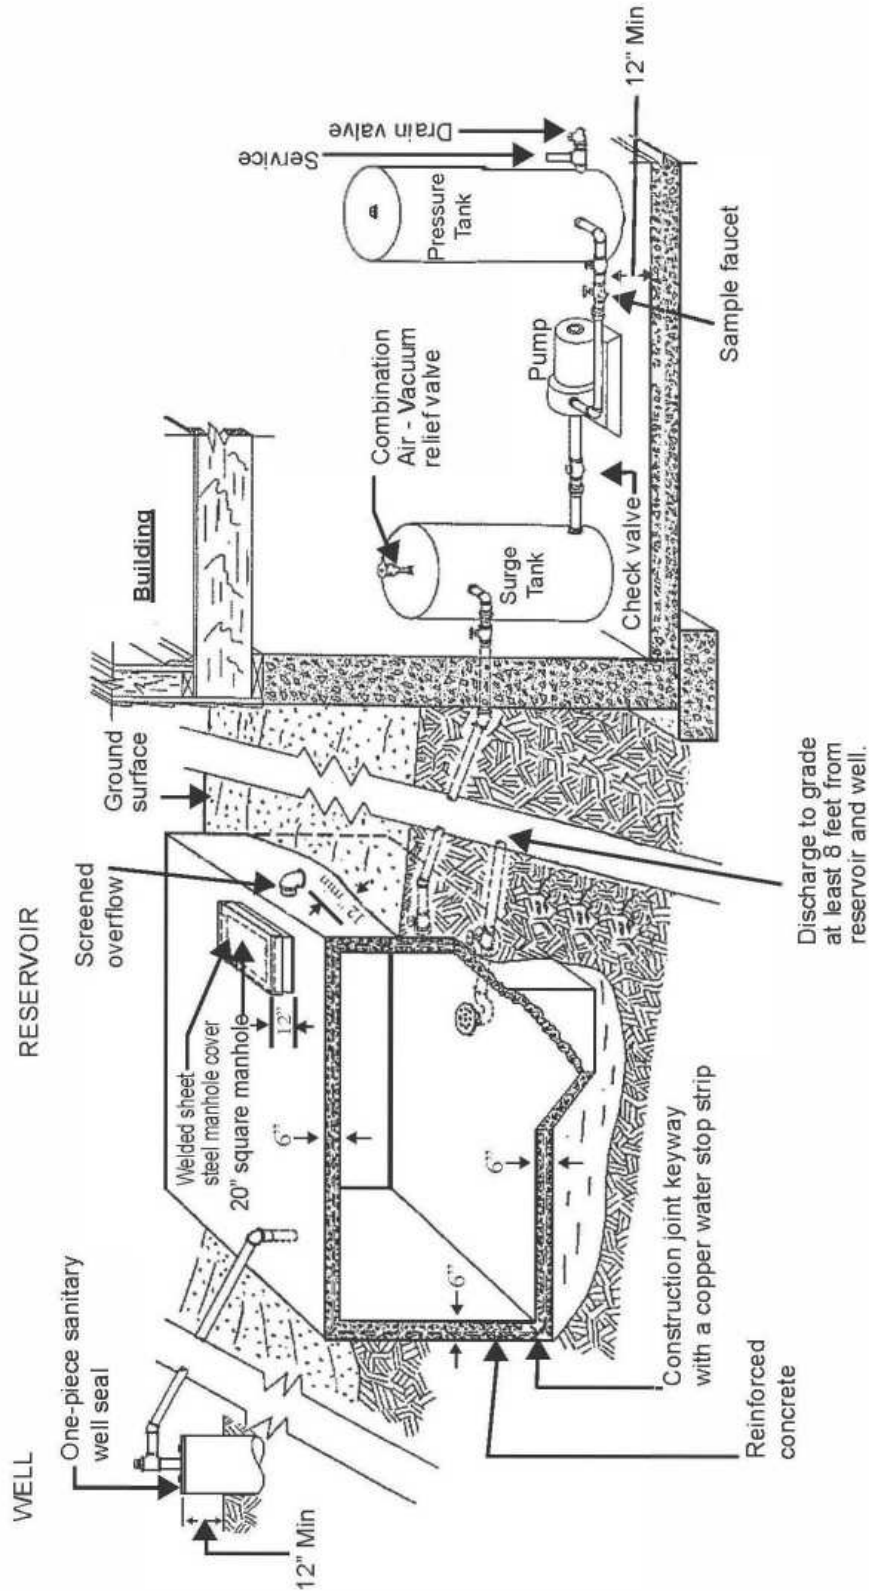 WELL
One-piece sanitary
well seal
12" Min
RESERVOIR
Screened
overflow
Ground
surface
Welded sheet
steel manhole cover
20" square manhole
12"
12" min
6"
6"
6"
Reinforced
concrete
Construction joint keyway
with a copper water stop strip
Discharge to grade
at least 8 feet from
reservoir and well.
Building
Combination
Air - Vacuum
relief valve
Surge
Tank
Check valve
Pump
Pressure
Tank
Service
Drain valve
Sample faucet
12" Min